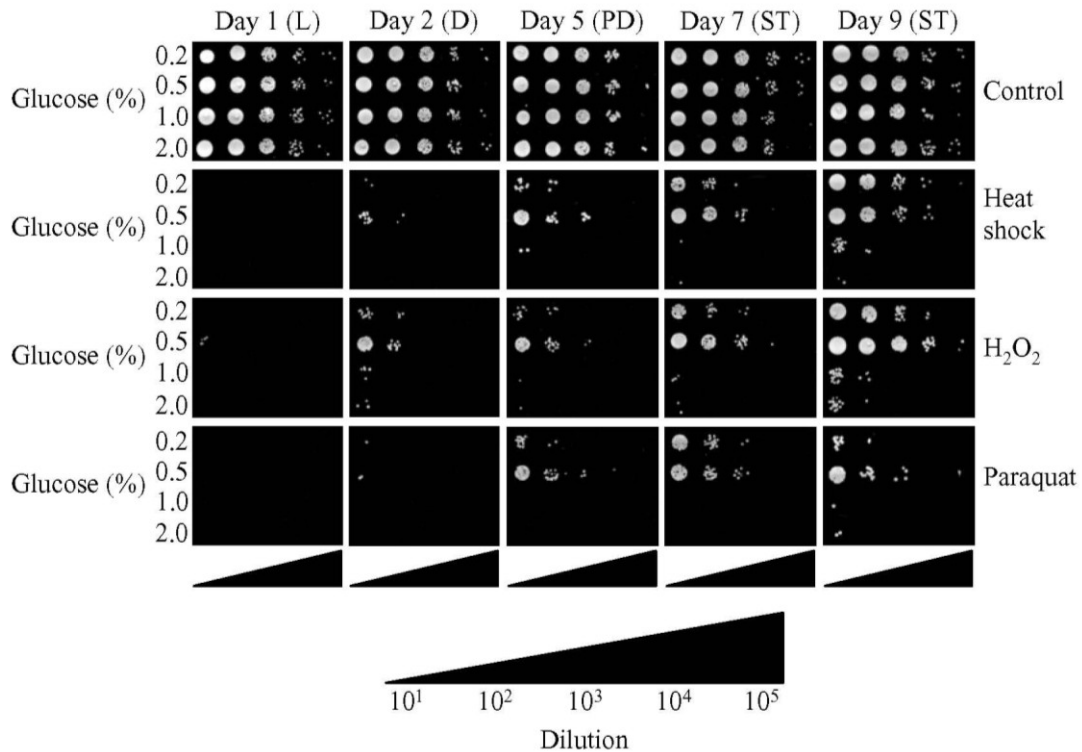 Day 1 (L) Day 2 (D) Day 5 (PD) Day 7 (ST) Day 9 (ST)
0.2
Glucose (%) 0.5 Control
1.0
2.0
0.2 Heat
Glucose (%) 0.5 shock
1.0
2.0
0.2
Glucose (%) 0.5 H₂O₂
1.0
2.0
0.2
Glucose (%) 0.5 Paraquat
1.0
2.0
10¹ 10² 10³ 10⁴ 10⁵
Dilution